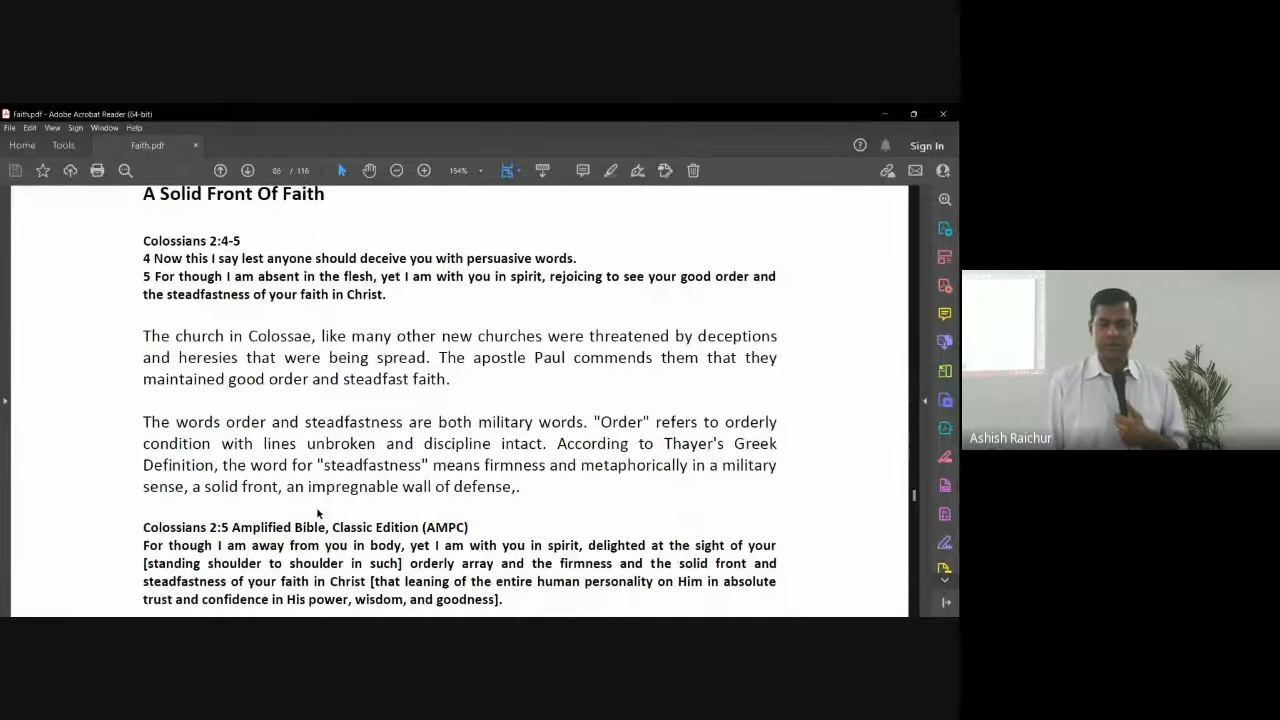 Faith.pdf - Adobe Acrobat Reader (64-bit)
File Edit View Sign Window Help
Home Tools Faith.pdf × Sign In
86 / 116 154%
A Solid Front Of Faith
Colossians 2:4-5
4 Now this I say lest anyone should deceive you with persuasive words.
5 For though I am absent in the flesh, yet I am with you in spirit, rejoicing to see your good order and
the steadfastness of your faith in Christ.
The church in Colossae, like many other new churches were threatened by deceptions
and heresies that were being spread. The apostle Paul commends them that they
maintained good order and steadfast faith.
The words order and steadfastness are both military words. "Order" refers to orderly
condition with lines unbroken and discipline intact. According to Thayer's Greek
Definition, the word for "steadfastness" means firmness and metaphorically in a military
sense, a solid front, an impregnable wall of defense,.
Colossians 2:5 Amplified Bible, Classic Edition (AMPC)
For though I am away from you in body, yet I am with you in spirit, delighted at the sight of your
[standing shoulder to shoulder in such] orderly array and the firmness and the solid front and
steadfastness of your faith in Christ [that leaning of the entire human personality on Him in absolute
trust and confidence in His power, wisdom, and goodness].
Ashish Raichur